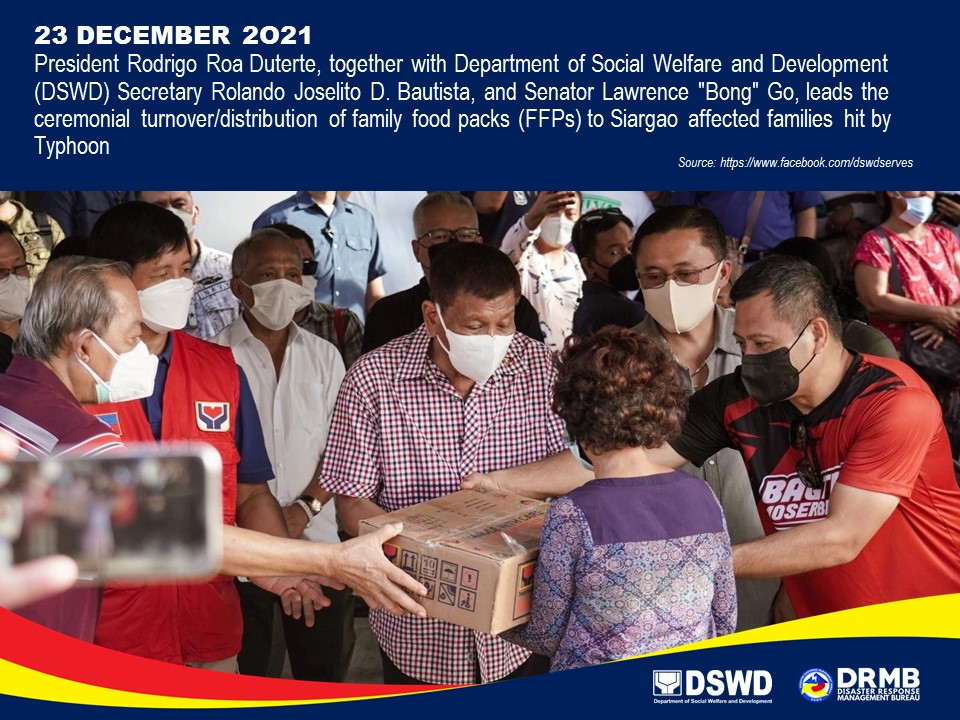 23 DECEMBER 2O21
President Rodrigo Roa Duterte, together with Department of Social Welfare and Development
(DSWD) Secretary Rolando Joselito D. Bautista, and Senator Lawrence "Bong" Go, leads the
ceremonial turnover/distribution of family food packs (FFPs) to Siargao affected families hit by
Typhoon
Source: https://www.facebook.com/dswdserves
DSWD
Department of Social Welfare and Development
DRMB
DISASTER RESPONSE
MANAGEMENT BUREAU